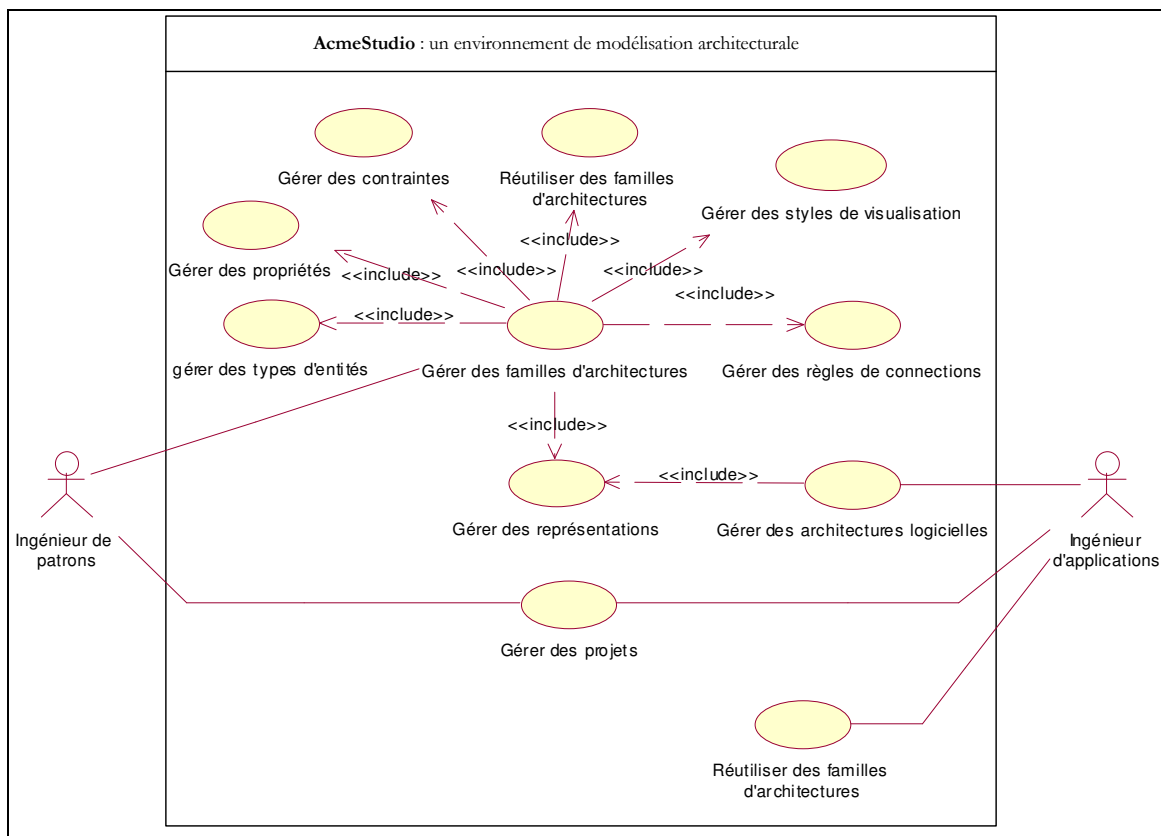 AcmeStudio : un environnement de modélisation architecturale
Gérer des contraintes
Réutiliser des familles
d'architectures
Gérer des styles de visualisation
<<include>>
Gérer des propriétés
<<include>>
<<include>>
<<include>>
<<include>>
<<include>>
gérer des types d'entités
Gérer des familles d'architectures
Gérer des règles de connections
<<include>>
<<include>>
Gérer des représentations
Gérer des architectures logicielles
Ingénieur de
patrons
Ingénieur
d'applications
Gérer des projets
Réutiliser des familles
d'architectures